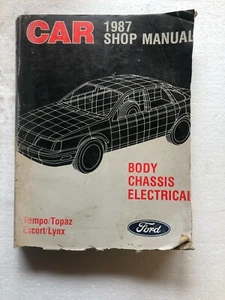 CAR 1987
SHOP MANUAL
BODY
CHASSIS
ELECTRICAL
Tempo/Topaz
Escort/Lynx
Ford